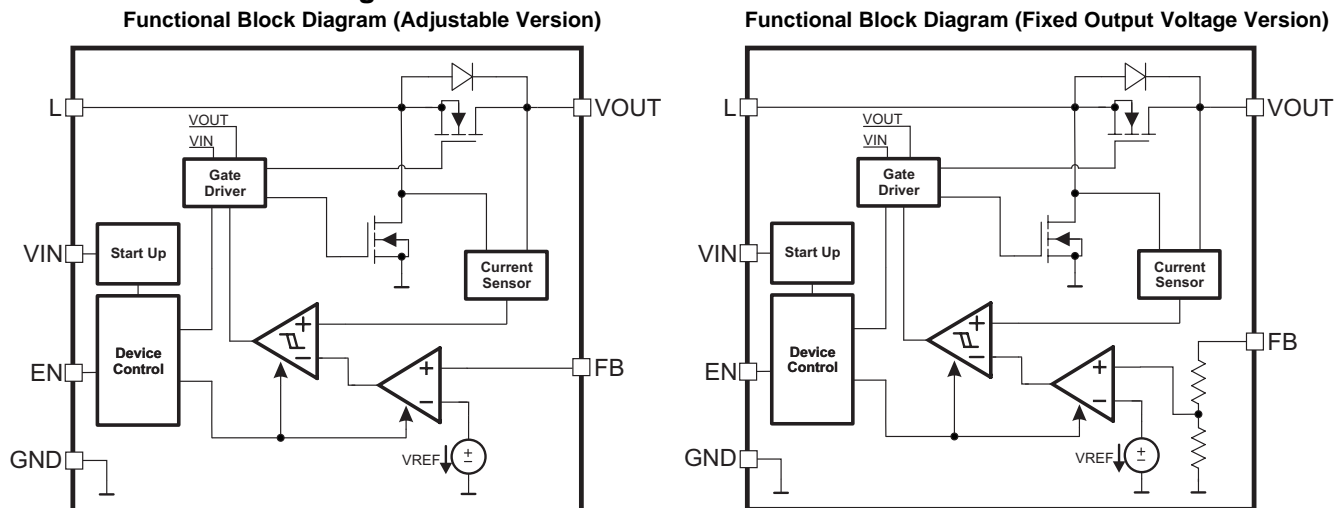 Functional Block Diagram (Adjustable Version)
L
VOUT
VOUT
VIN
Gate
Driver
VIN
Start Up
Current
Sensor
Device
Control
EN
FB
GND
VREF
+
−
+
−
+
−
Functional Block Diagram (Fixed Output Voltage Version)
L
VOUT
VOUT
VIN
Gate
Driver
VIN
Start Up
Current
Sensor
Device
Control
EN
FB
GND
VREF
+
−
+
−
+
−